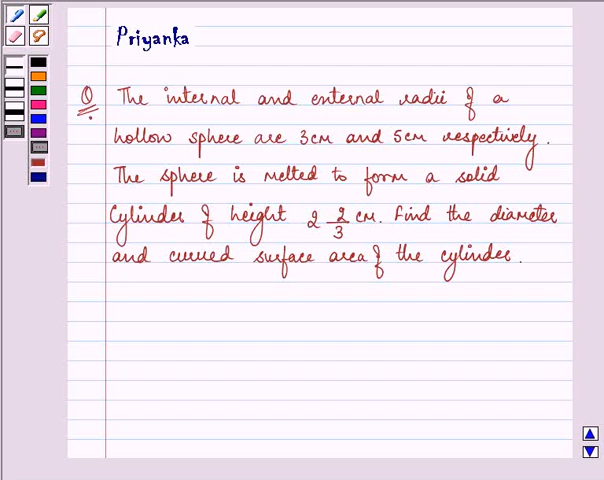 Priyanka
Q The internal and external radii of a
hollow sphere are 3cm and 5cm respectively.
The sphere is melted to form a solid
cylinder of height 2 2/3 cm. Find the diameter
and curved surface area of the cylinder.